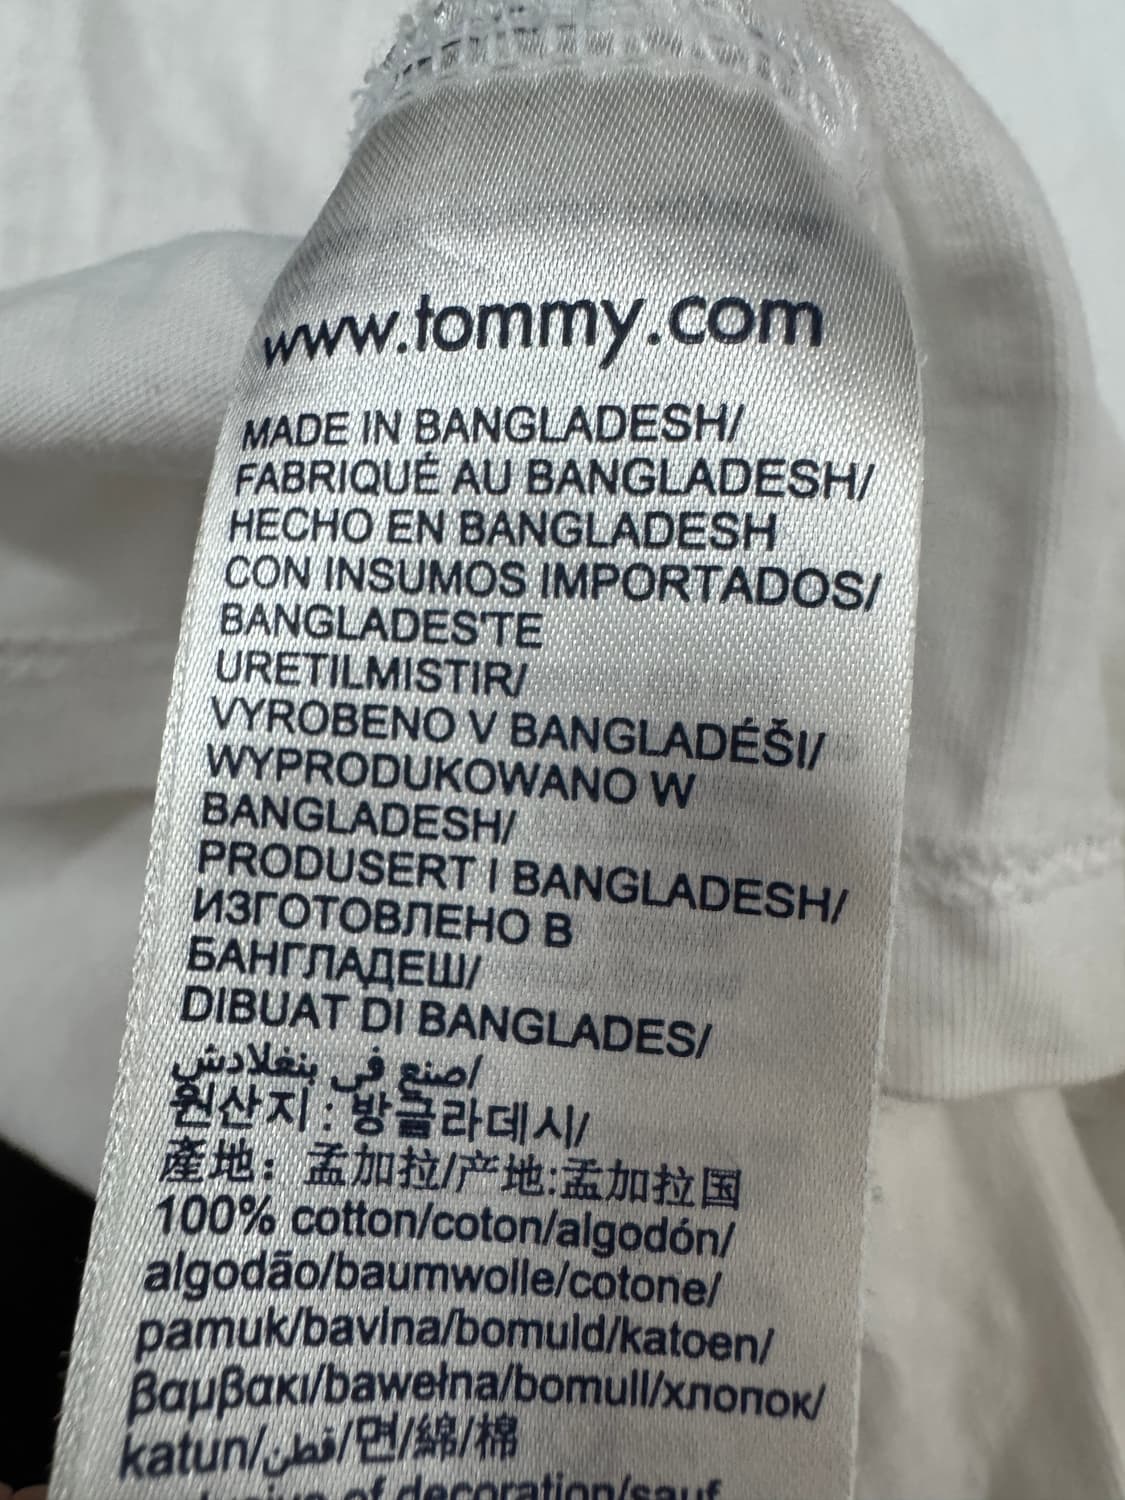 www.tommy.com
MADE IN BANGLADESH/
FABRIQUÉ AU BANGLADESH/
HECHO EN BANGLADESH
CON INSUMOS IMPORTADOS/
BANGLADES'TE
URETILMISTIR/
VYROBENO V BANGLADÉŠI/
WYPRODUKOWANO W
BANGLADESH/
PRODUSERT I BANGLADESH/
ИЗГОТОВЛЕНО В
БАНГЛАДЕШ/
DIBUAT DI BANGLADES/
صنع في بنغلادش/
원산지 : 방글라데시/
產地：孟加拉/产地:孟加拉国
100% cotton/coton/algodón/
algodão/baumwolle/cotone/
pamuk/bavlna/bomuld/katoen/
βαμβακι/bawełna/bomull/хлопок/
katun/قطن/면/綿/棉
of decoration/sauf